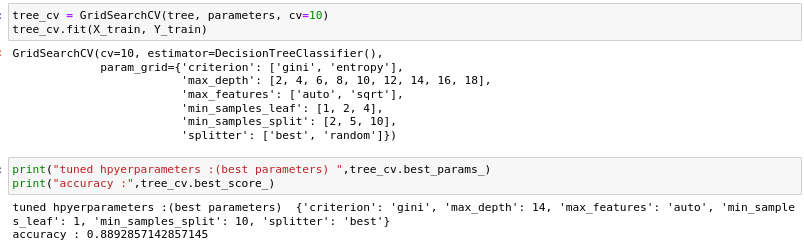 tree_cv = GridSearchCV(tree, parameters, cv=10)
tree_cv.fit(X_train, Y_train)
GridSearchCV(cv=10, estimator=DecisionTreeClassifier(),
             param_grid={'criterion': ['gini', 'entropy'],
                         'max_depth': [2, 4, 6, 8, 10, 12, 14, 16, 18],
                         'max_features': ['auto', 'sqrt'],
                         'min_samples_leaf': [1, 2, 4],
                         'min_samples_split': [2, 5, 10],
                         'splitter': ['best', 'random']})
print("tuned hpyerparameters :(best parameters) ",tree_cv.best_params_)
print("accuracy :",tree_cv.best_score_)
tuned hpyerparameters :(best parameters)  {'criterion': 'gini', 'max_depth': 14, 'max_features': 'auto', 'min_sample
s_leaf': 1, 'min_samples_split': 10, 'splitter': 'best'}
accuracy : 0.8892857142857145